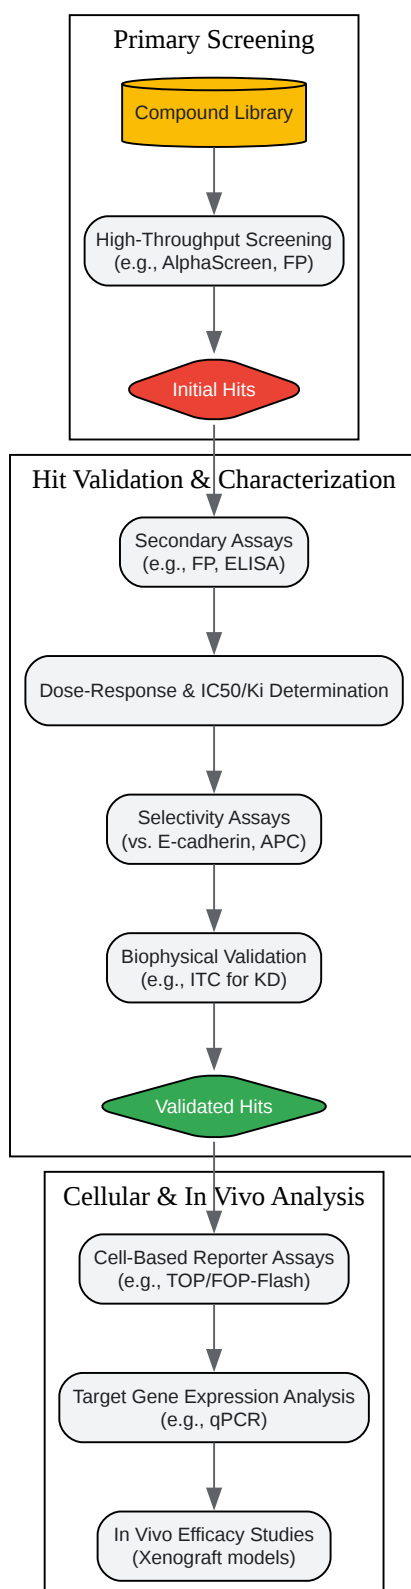 Primary Screening
Compound Library
High-Throughput Screening
(e.g., AlphaScreen, FP)
Initial Hits
Hit Validation & Characterization
Secondary Assays
(e.g., FP, ELISA)
Dose-Response & IC50/Ki Determination
Selectivity Assays
(vs. E-cadherin, APC)
Biophysical Validation
(e.g., ITC for KD)
Validated Hits
Cellular & In Vivo Analysis
Cell-Based Reporter Assays
(e.g., TOP/FOP-Flash)
Target Gene Expression Analysis
(e.g., qPCR)
In Vivo Efficacy Studies
(Xenograft models)